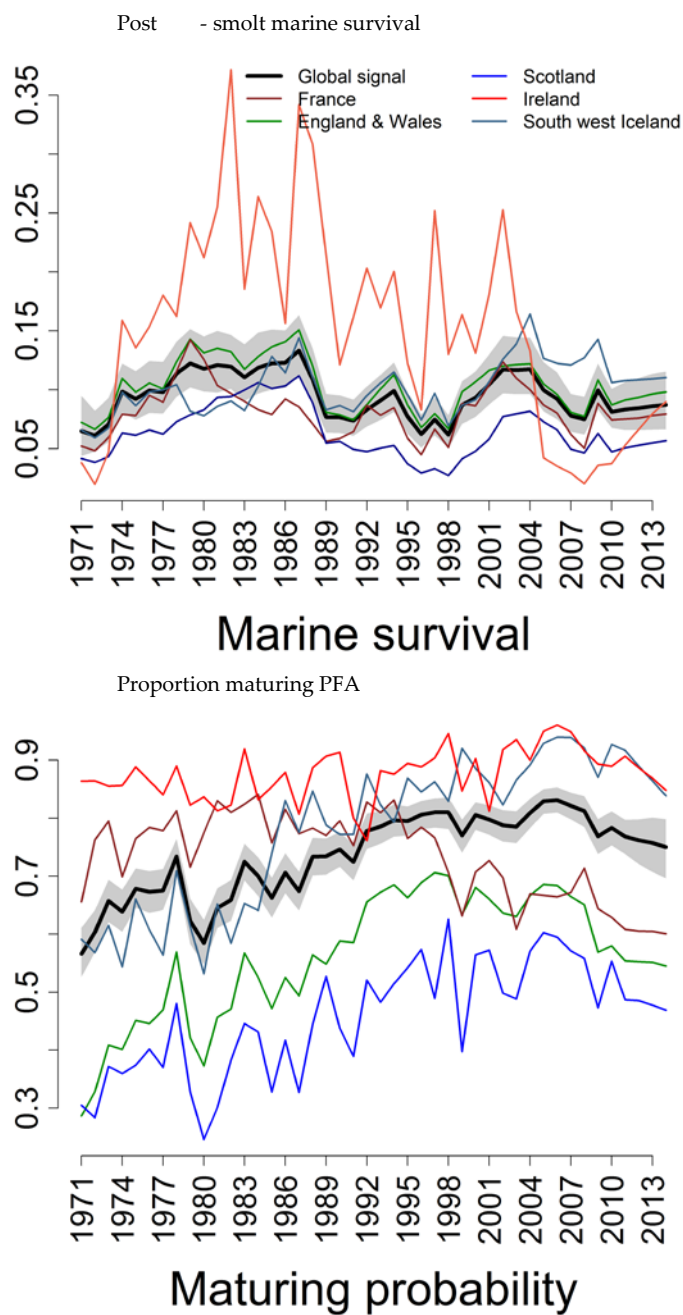 Post - smolt marine survival
Global signal
France
England & Wales
Scotland
Ireland
South west Iceland
0.35
0.25
0.15
0.05
1971 1974 1977 1980 1983 1986 1989 1992 1995 1998 2001 2004 2007 2010 2013
Marine survival
Proportion maturing PFA
0.9
0.7
0.5
0.3
1971 1974 1977 1980 1983 1986 1989 1992 1995 1998 2001 2004 2007 2010 2013
Maturing probability